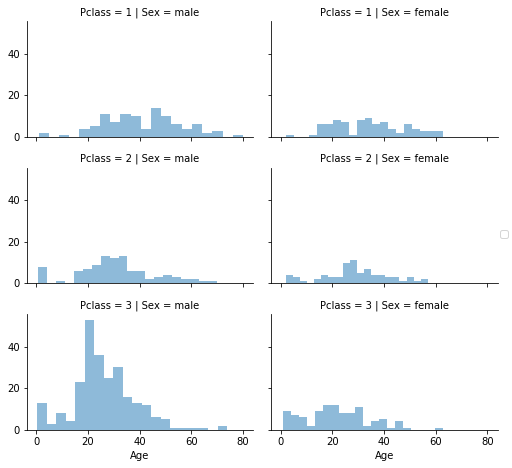 Pclass = 1 | Sex = male
Pclass = 1 | Sex = female
40
20
0
Pclass = 2 | Sex = male
Pclass = 2 | Sex = female
40
20
0
Pclass = 3 | Sex = male
Pclass = 3 | Sex = female
40
20
0
0 20 40 60 80
0 20 40 60 80
Age
Age